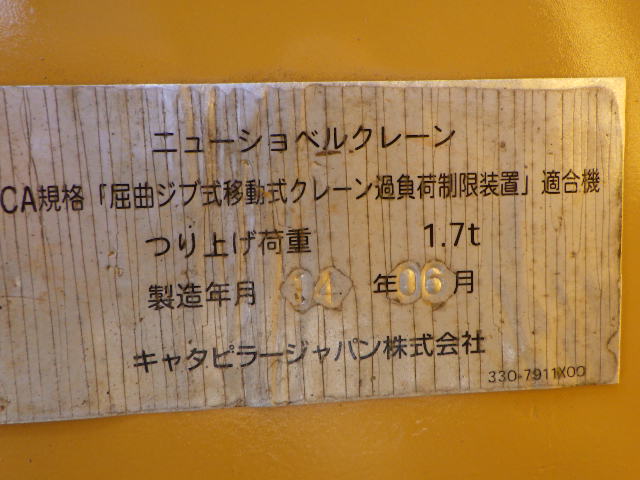 ニューショベルクレーン
CA規格「屈曲ジブ式移動式クレーン過負荷制限装置」適合機
つり上げ荷重 1.7t
製造年月 14 年06月
キャタピラージャパン株式会社
330-7911X00